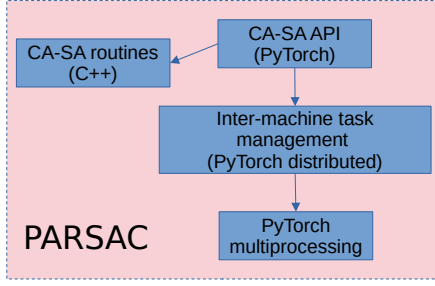 CA-SA API
(PyTorch)
CA-SA routines
(C++)
Inter-machine task
management
(PyTorch distributed)
PyTorch
multiprocessing
PARSAC